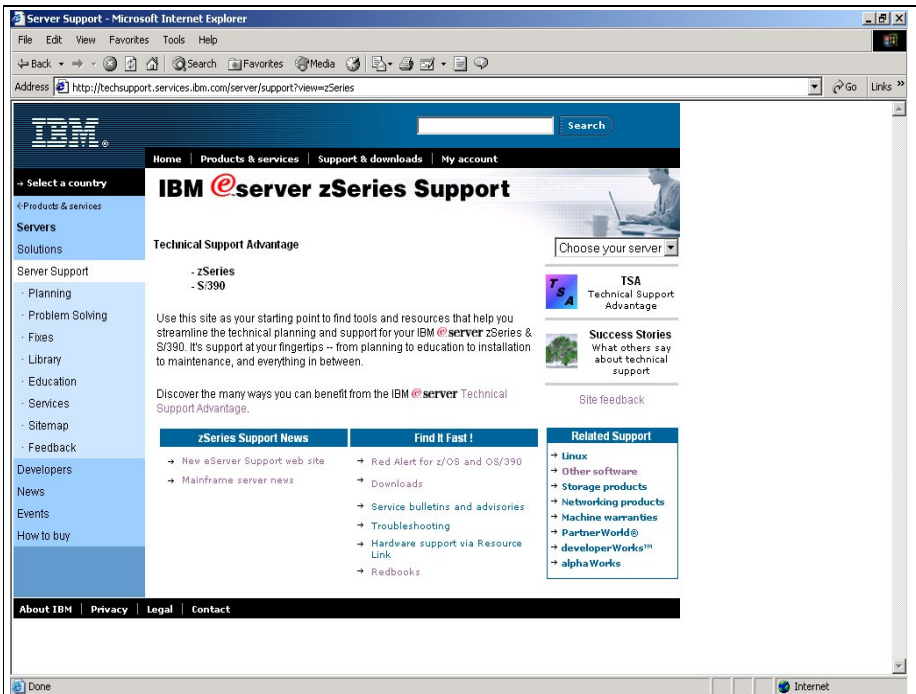 Server Support - Microsoft Internet Explorer
File Edit View Favorites Tools Help
Back Search Favorites Media
Address http://techsupport.services.ibm.com/server/support?view=zSeries Go Links »
IBM® Search
Home | Products & services | Support & downloads | My account
→ Select a country
←Products & services
Servers
Solutions
Server Support
· Planning
· Problem Solving
· Fixes
· Library
· Education
· Services
· Sitemap
· Feedback
Developers
News
Events
How to buy
IBM eserver zSeries Support
Technical Support Advantage
- zSeries
- S/390
Use this site as your starting point to find tools and resources that help you
streamline the technical planning and support for your IBM eserver zSeries &
S/390. It's support at your fingertips -- from planning to education to installation
to maintenance, and everything in between.
Discover the many ways you can benefit from the IBM eserver Technical
Support Advantage.
Choose your server
TSA
TSA
Technical Support
Advantage
Success Stories
What others say
about technical
support
Site feedback
zSeries Support News
→ New eServer Support web site
→ Mainframe server news
Find It Fast !
→ Red Alert for z/OS and OS/390
→ Downloads
→ Service bulletins and advisories
→ Troubleshooting
→ Hardware support via Resource
Link
→ Redbooks
Related Support
→ Linux
→ Other software
→ Storage products
→ Networking products
→ Machine warranties
→ PartnerWorld®
→ developerWorks™
→ alphaWorks
About IBM | Privacy | Legal | Contact
Done Internet